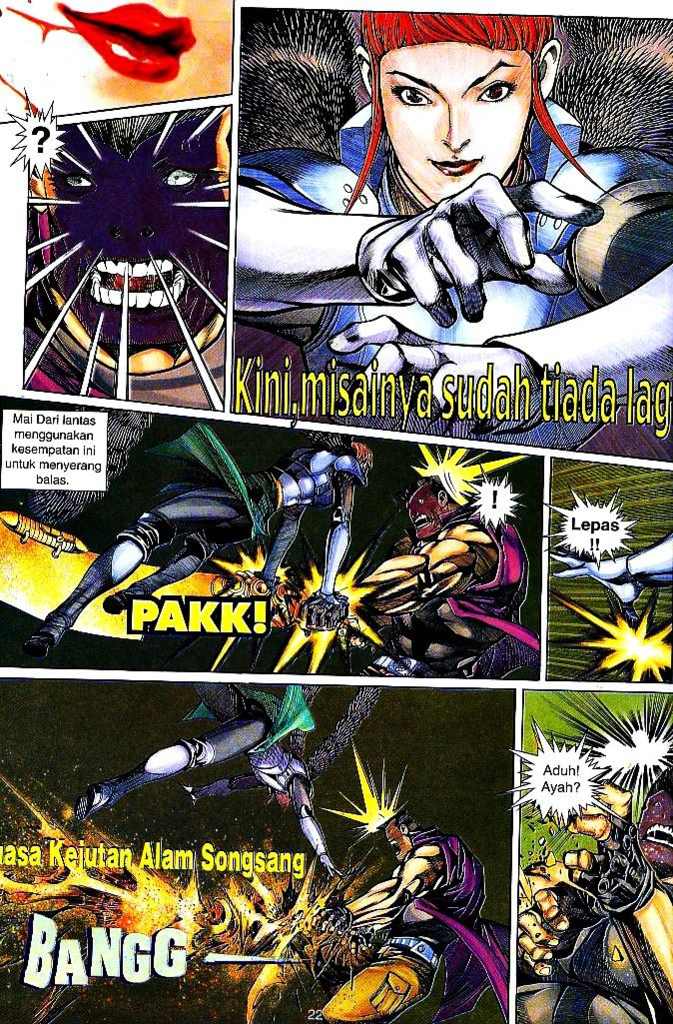 ?
Kini,misainya sudah tiada lag
Mai Dari lantas
menggunakan
kesempatan ini
untuk menyerang
balas.
!
PAKK!
Lepas
!!
Aduh!
Ayah?
uasa Kejutan Alam Songsang
BANGG
22